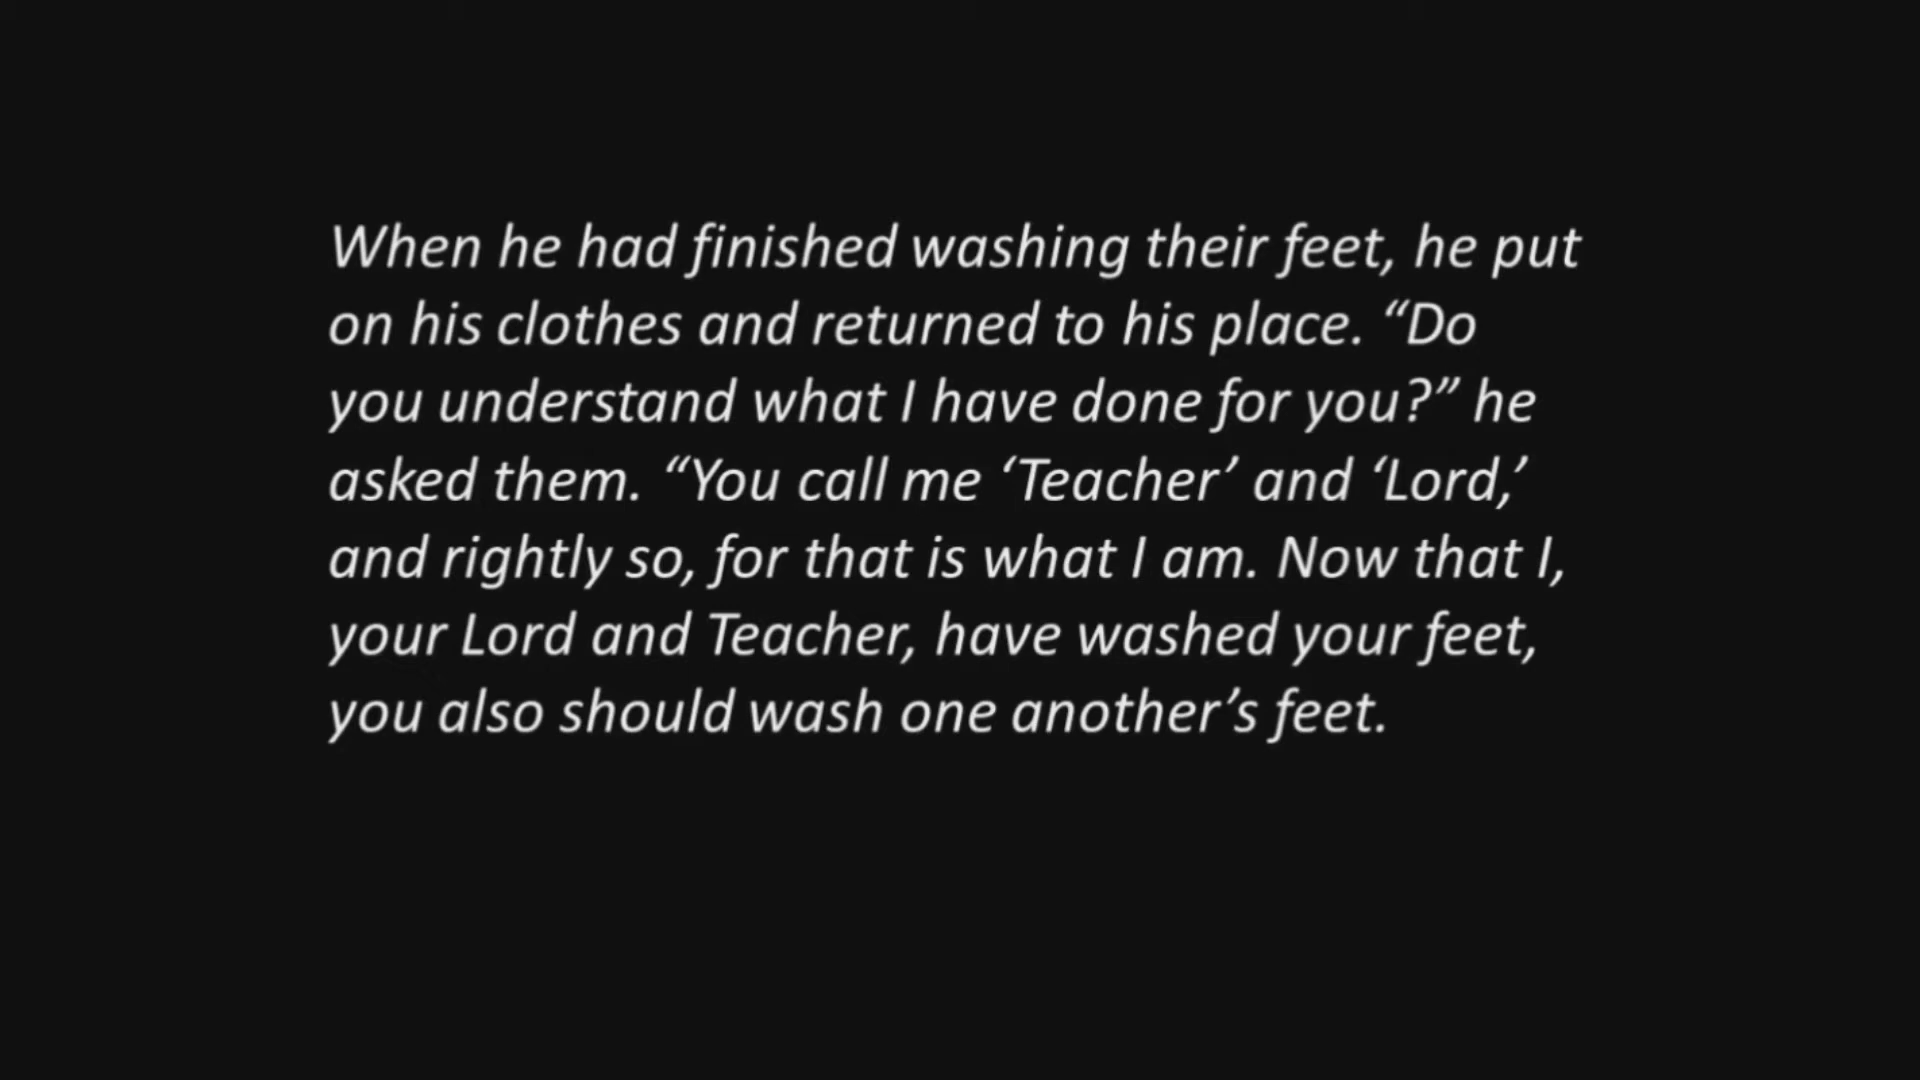 When he had finished washing their feet, he put
on his clothes and returned to his place. “Do
you understand what I have done for you?” he
asked them. “You call me ‘Teacher’ and ‘Lord,’
and rightly so, for that is what I am. Now that I,
your Lord and Teacher, have washed your feet,
you also should wash one another’s feet.